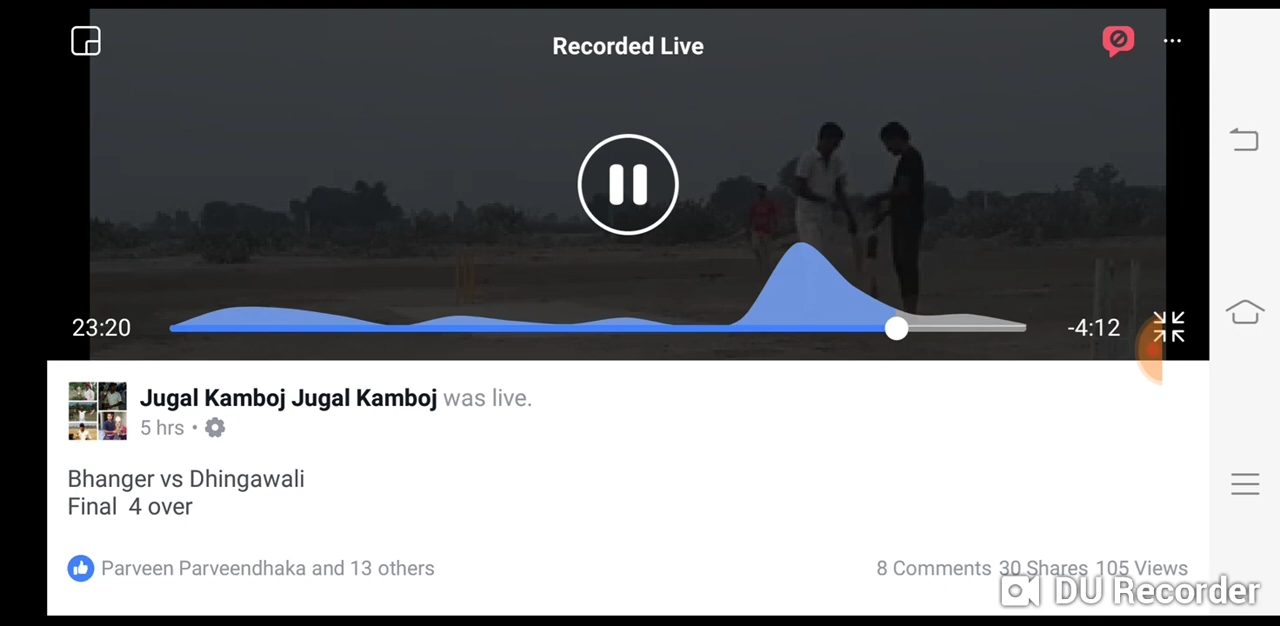 Recorded Live
23:20
-4:12
Jugal Kamboj Jugal Kamboj was live.
5 hrs •
Bhanger vs Dhingawali
Final 4 over
Parveen Parveendhaka and 13 others
8 Comments 30 Shares 105 Views
DU Recorder